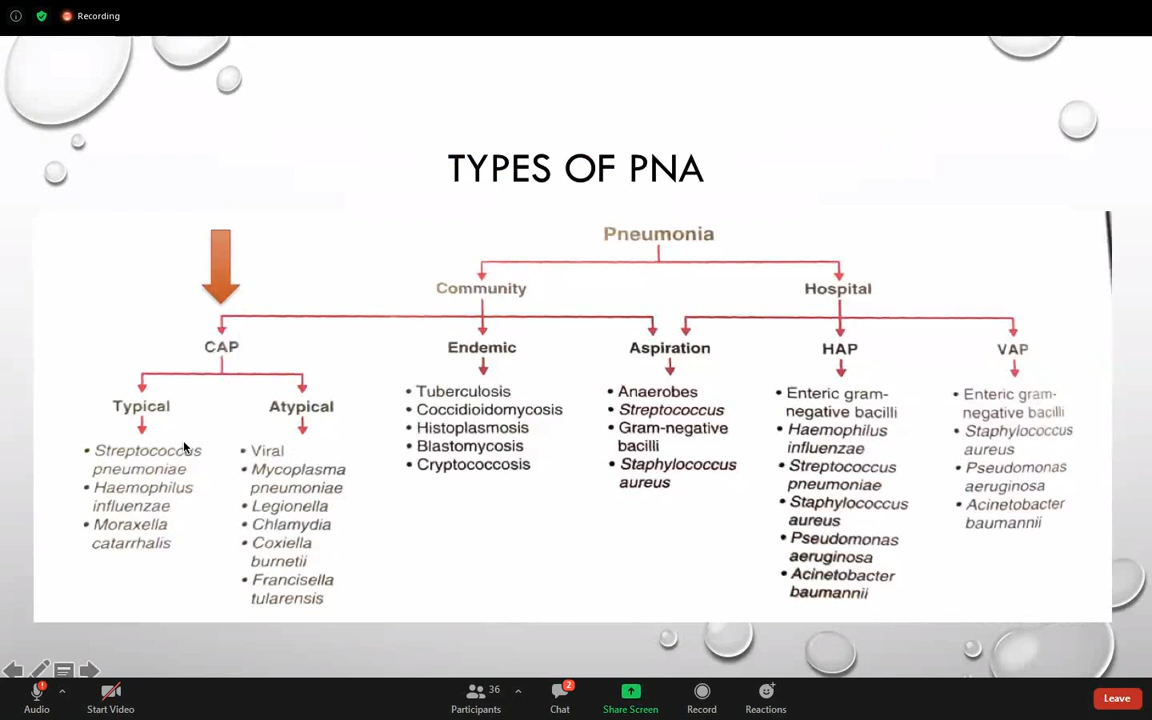 Recording
TYPES OF PNA
Pneumonia
Community
Hospital
CAP
Endemic
Aspiration
HAP
VAP
Typical
Atypical
• Streptococcus
pneumoniae
• Haemophilus
influenzae
• Moraxella
catarrhalis
• Viral
• Mycoplasma
pneumoniae
• Legionella
• Chlamydia
• Coxiella
burnetii
• Francisella
tularensis
• Tuberculosis
• Coccidioidomycosis
• Histoplasmosis
• Blastomycosis
• Cryptococcosis
• Anaerobes
• Streptococcus
• Gram-negative
bacilli
• Staphylococcus
aureus
• Enteric gram-
negative bacilli
• Haemophilus
influenzae
• Streptococcus
pneumoniae
• Staphylococcus
aureus
• Pseudomonas
aeruginosa
• Acinetobacter
baumannii
• Enteric gram-
negative bacilli
• Staphylococcus
aureus
• Pseudomonas
aeruginosa
• Acinetobacter
baumannii
36
2
Audio
Start Video
Participants
Chat
Share Screen
Record
Reactions
Leave